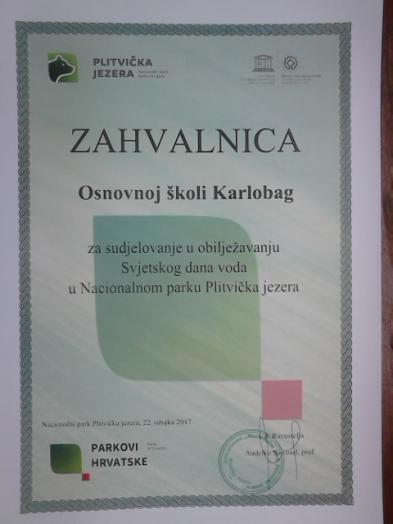 PLITVIČKA
JEZERA
ZAHVALNICA
Osnovnoj školi Karlobag
za sudjelovanje u obilježavanju
Svjetskog dana voda
u Nacionalnom parku Plitvička jezera
Nacionalni park Plitvička jezera, 22. ožujka 2017.
PARKOVI
HRVATSKE